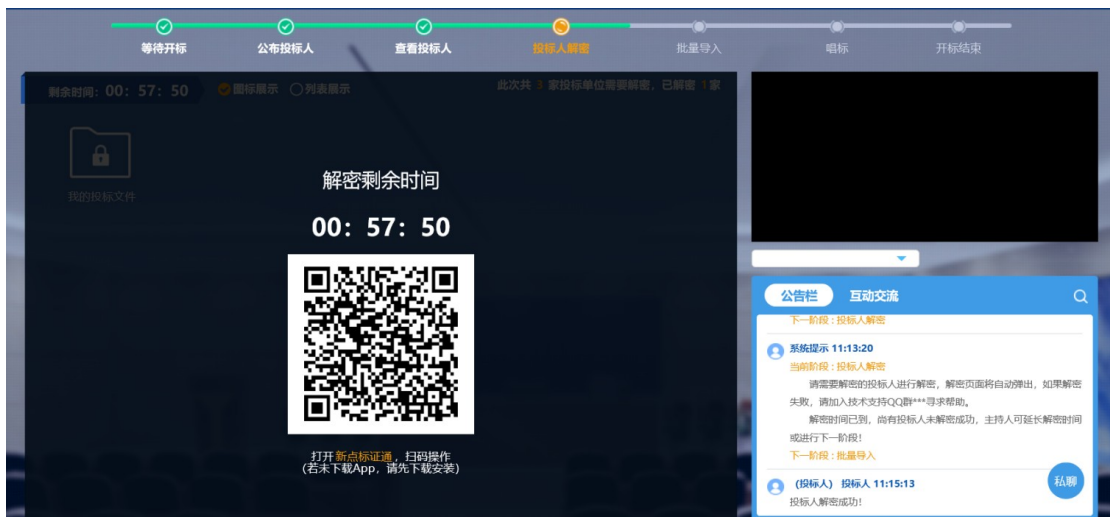 等待开标
公布投标人
查看投标人
投标人解密
批量导入
唱标
开标结束
剩余时间：00：57：50
图标展示
列表展示
此次共 3 家投标单位需要解密，已解密 1家
我的投标文件
解密剩余时间
00：57：50
打开新点标证通，扫码操作
(若未下载App，请先下载安装)
公告栏
互动交流
下一阶段 : 投标人解密
系统提示 11:13:20
当前阶段 : 投标人解密
请需要解密的投标人进行解密，解密页面将自动弹出，如果解密
失败，请加入技术支持QQ群***寻求帮助。
解密时间已到，尚有投标人未解密成功，主持人可延长解密时间
或进行下一阶段！
下一阶段 : 批量导入
（投标人） 投标人 11:15:13
投标人解密成功！
私聊